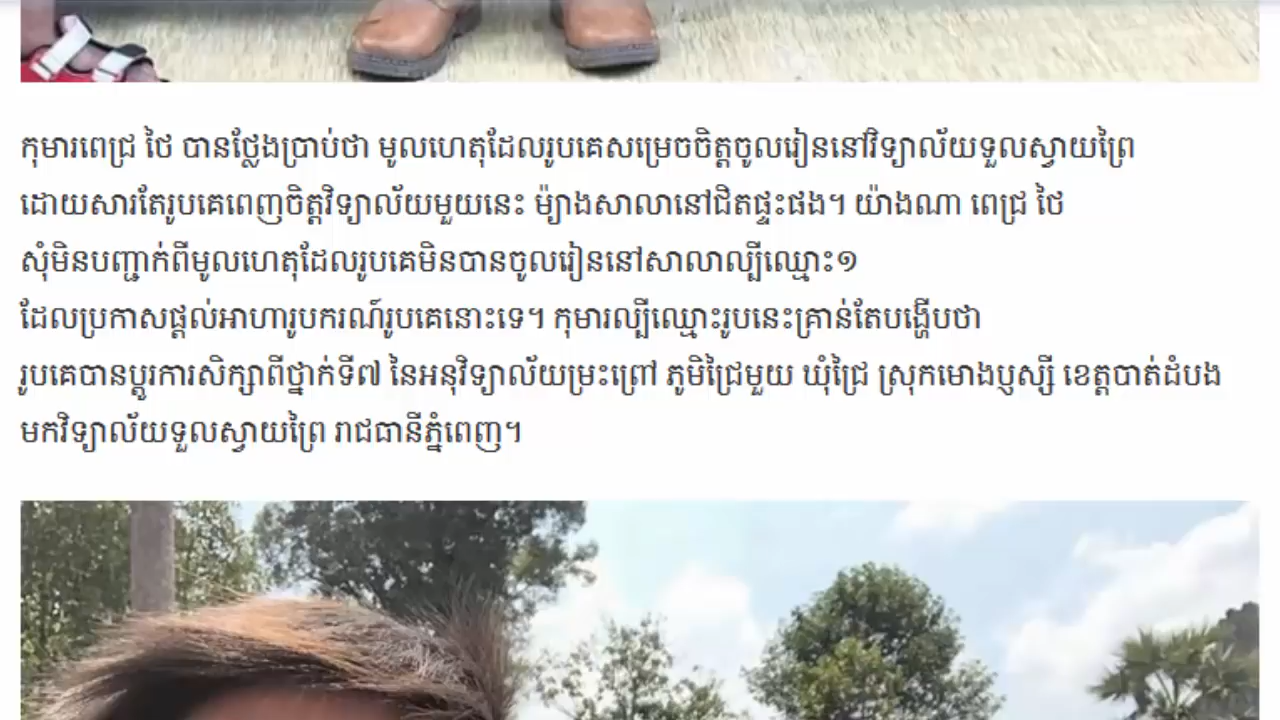 កុមារពេជ្រ ថៃ បានថ្លែងប្រាប់ថា មូលហេតុដែលរូបគេសម្រេចចិត្តចូលរៀននៅវិទ្យាល័យទួលស្វាយព្រៃ
ដោយសារតែរូបគេពេញចិត្តវិទ្យាល័យមួយនេះ ម៉្យាងសាលានៅជិតផ្ទះផង។ យ៉ាងណា ពេជ្រ ថៃ
សុំមិនបញ្ជាក់ពីមូលហេតុដែលរូបគេមិនបានចូលរៀននៅសាលាល្បីឈ្មោះ១
ដែលប្រកាសផ្តល់អាហារូបករណ៍រូបគេនោះទេ។ កុមារល្បីឈ្មោះរូបនេះគ្រាន់តែបង្ហើបថា
រូបគេបានប្តូរការសិក្សាពីថ្នាក់ទី៧ នៃអនុវិទ្យាល័យម្រះព្រៅ ភូមិជ្រៃមួយ ឃុំជ្រៃ ស្រុកមោងឫស្សី ខេត្តបាត់ដំបង
មកវិទ្យាល័យទួលស្វាយព្រៃ រាជធានីភ្នំពេញ។